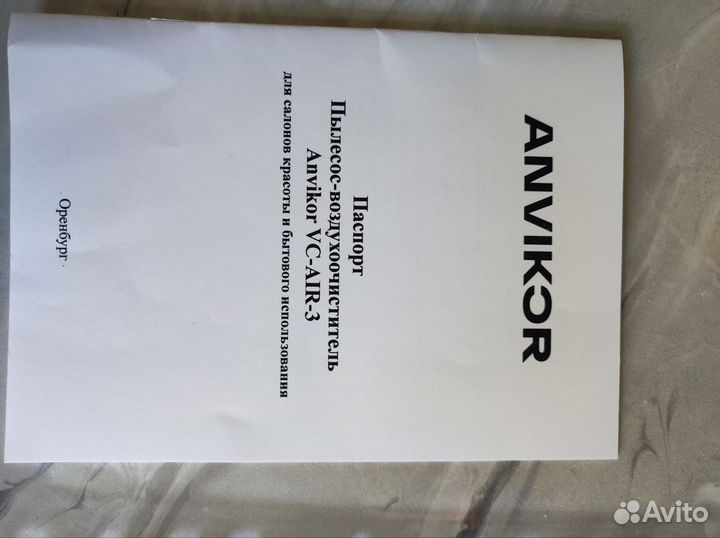 ANVIKOR
Паспорт
Пылесос-воздухоочиститель
Anvikor VC-AIR-3
для салонов красоты и бытового использования
Оренбург
Avito